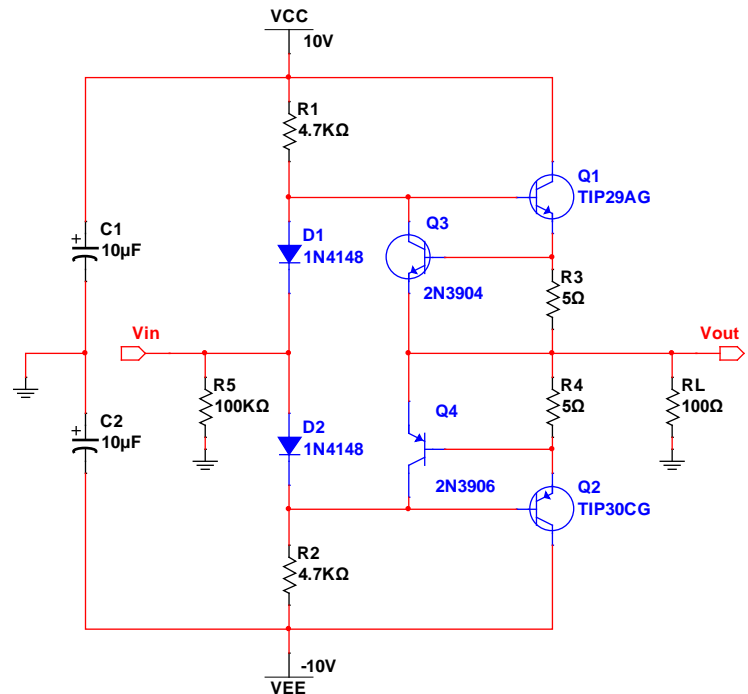 VCC
10V
R1
4.7KΩ
Q1
TIP29AG
Q3
C1
+
10µF
D1
1N4148
2N3904
R3
5Ω
Vin
Vout
R5
100KΩ
R4
5Ω
RL
100Ω
C2
+
10µF
D2
1N4148
Q4
2N3906
Q2
TIP30CG
R2
4.7KΩ
-10V
VEE